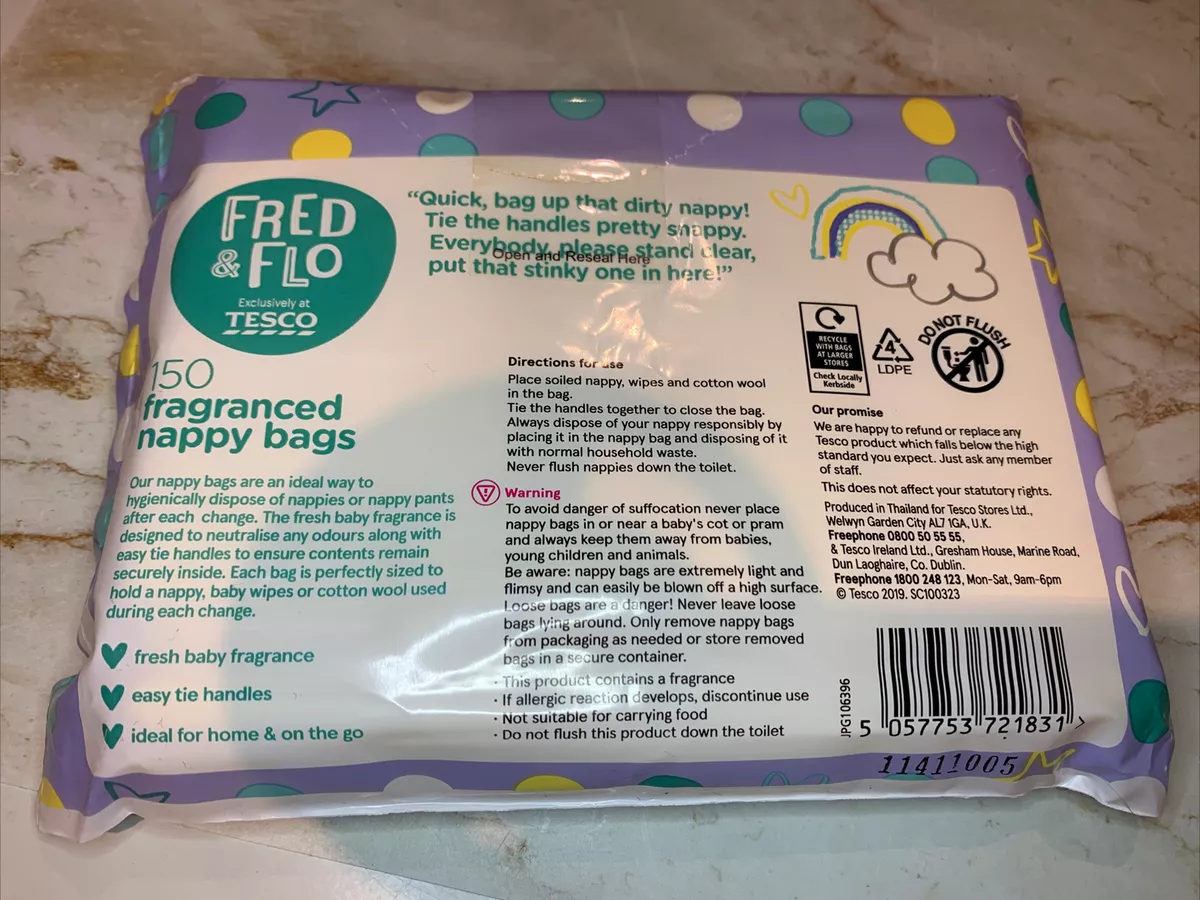 FRED
& FLO
Exclusively at
TESCO
150
fragranced
nappy bags
Our nappy bags are an ideal way to
hygienically dispose of nappies or nappy pants
after each change. The fresh baby fragrance is
designed to neutralise any odours along with
easy tie handles to ensure contents remain
securely inside. Each bag is perfectly sized to
hold a nappy, baby wipes or cotton wool used
during each change.
fresh baby fragrance
easy tie handles
ideal for home & on the go
“Quick, bag up that dirty nappy!
Tie the handles pretty snappy.
Everybody, please stand clear,
Open and Reseal Here
put that stinky one in here!”
Directions for use
Place soiled nappy, wipes and cotton wool
in the bag.
Tie the handles together to close the bag.
Always dispose of your nappy responsibly by
placing it in the nappy bag and disposing of it
with normal household waste.
Never flush nappies down the toilet.
Warning
To avoid danger of suffocation never place
nappy bags in or near a baby's cot or pram
and always keep them away from babies,
young children and animals.
Be aware: nappy bags are extremely light and
flimsy and can easily be blown off a high surface.
Loose bags are a danger! Never leave loose
bags lying around. Only remove nappy bags
from packaging as needed or store removed
bags in a secure container.
· This product contains a fragrance
· If allergic reaction develops, discontinue use
· Not suitable for carrying food
· Do not flush this product down the toilet
RECYCLE
WITH BAGS
AT LARGER
STORES
Check Locally
Kerbside
4
LDPE
DO NOT FLUSH
Our promise
We are happy to refund or replace any
Tesco product which falls below the high
standard you expect. Just ask any member
of staff.
This does not affect your statutory rights.
Produced in Thailand for Tesco Stores Ltd.,
Welwyn Garden City AL7 1GA, U.K.
Freephone 0800 50 55 55,
& Tesco Ireland Ltd., Gresham House, Marine Road,
Dun Laoghaire, Co. Dublin.
Freephone 1800 248 123, Mon-Sat, 9am-6pm
© Tesco 2019. SC100323
JPG106396
5 057753 721831 >
11411005